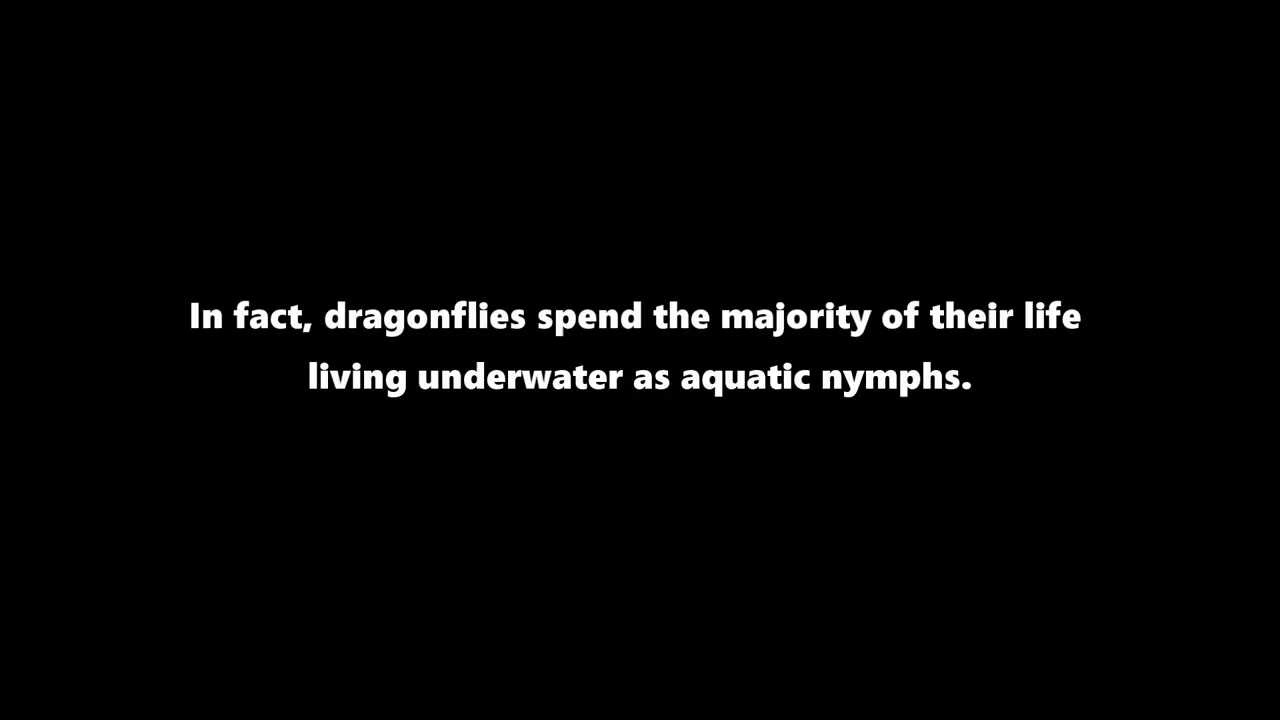 In fact, dragonflies spend the majority of their life
living underwater as aquatic nymphs.